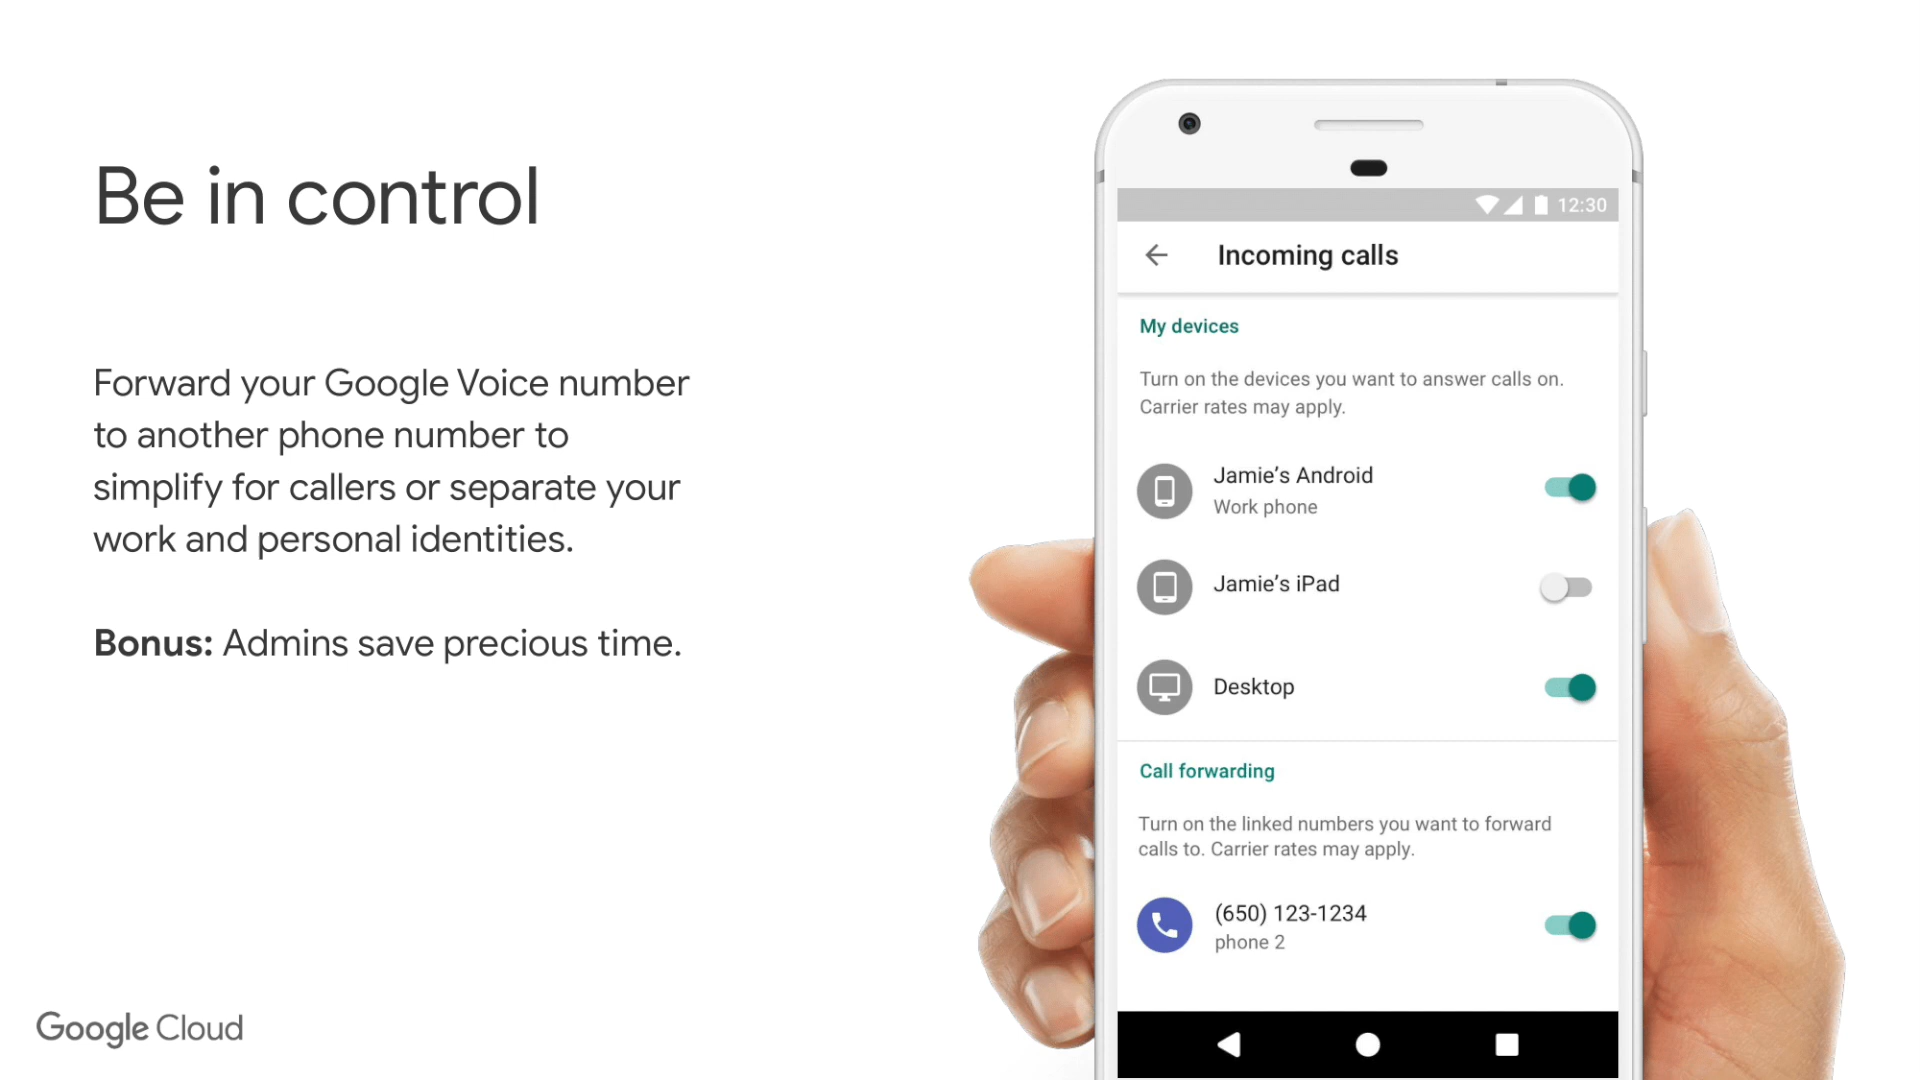 Be in control
Forward your Google Voice number
to another phone number to
simplify for callers or separate your
work and personal identities.
Bonus: Admins save precious time.
Google Cloud
12:30
Incoming calls
My devices
Turn on the devices you want to answer calls on.
Carrier rates may apply.
Jamie’s Android
Work phone
Jamie’s iPad
Desktop
Call forwarding
Turn on the linked numbers you want to forward
calls to. Carrier rates may apply.
(650) 123-1234
phone 2